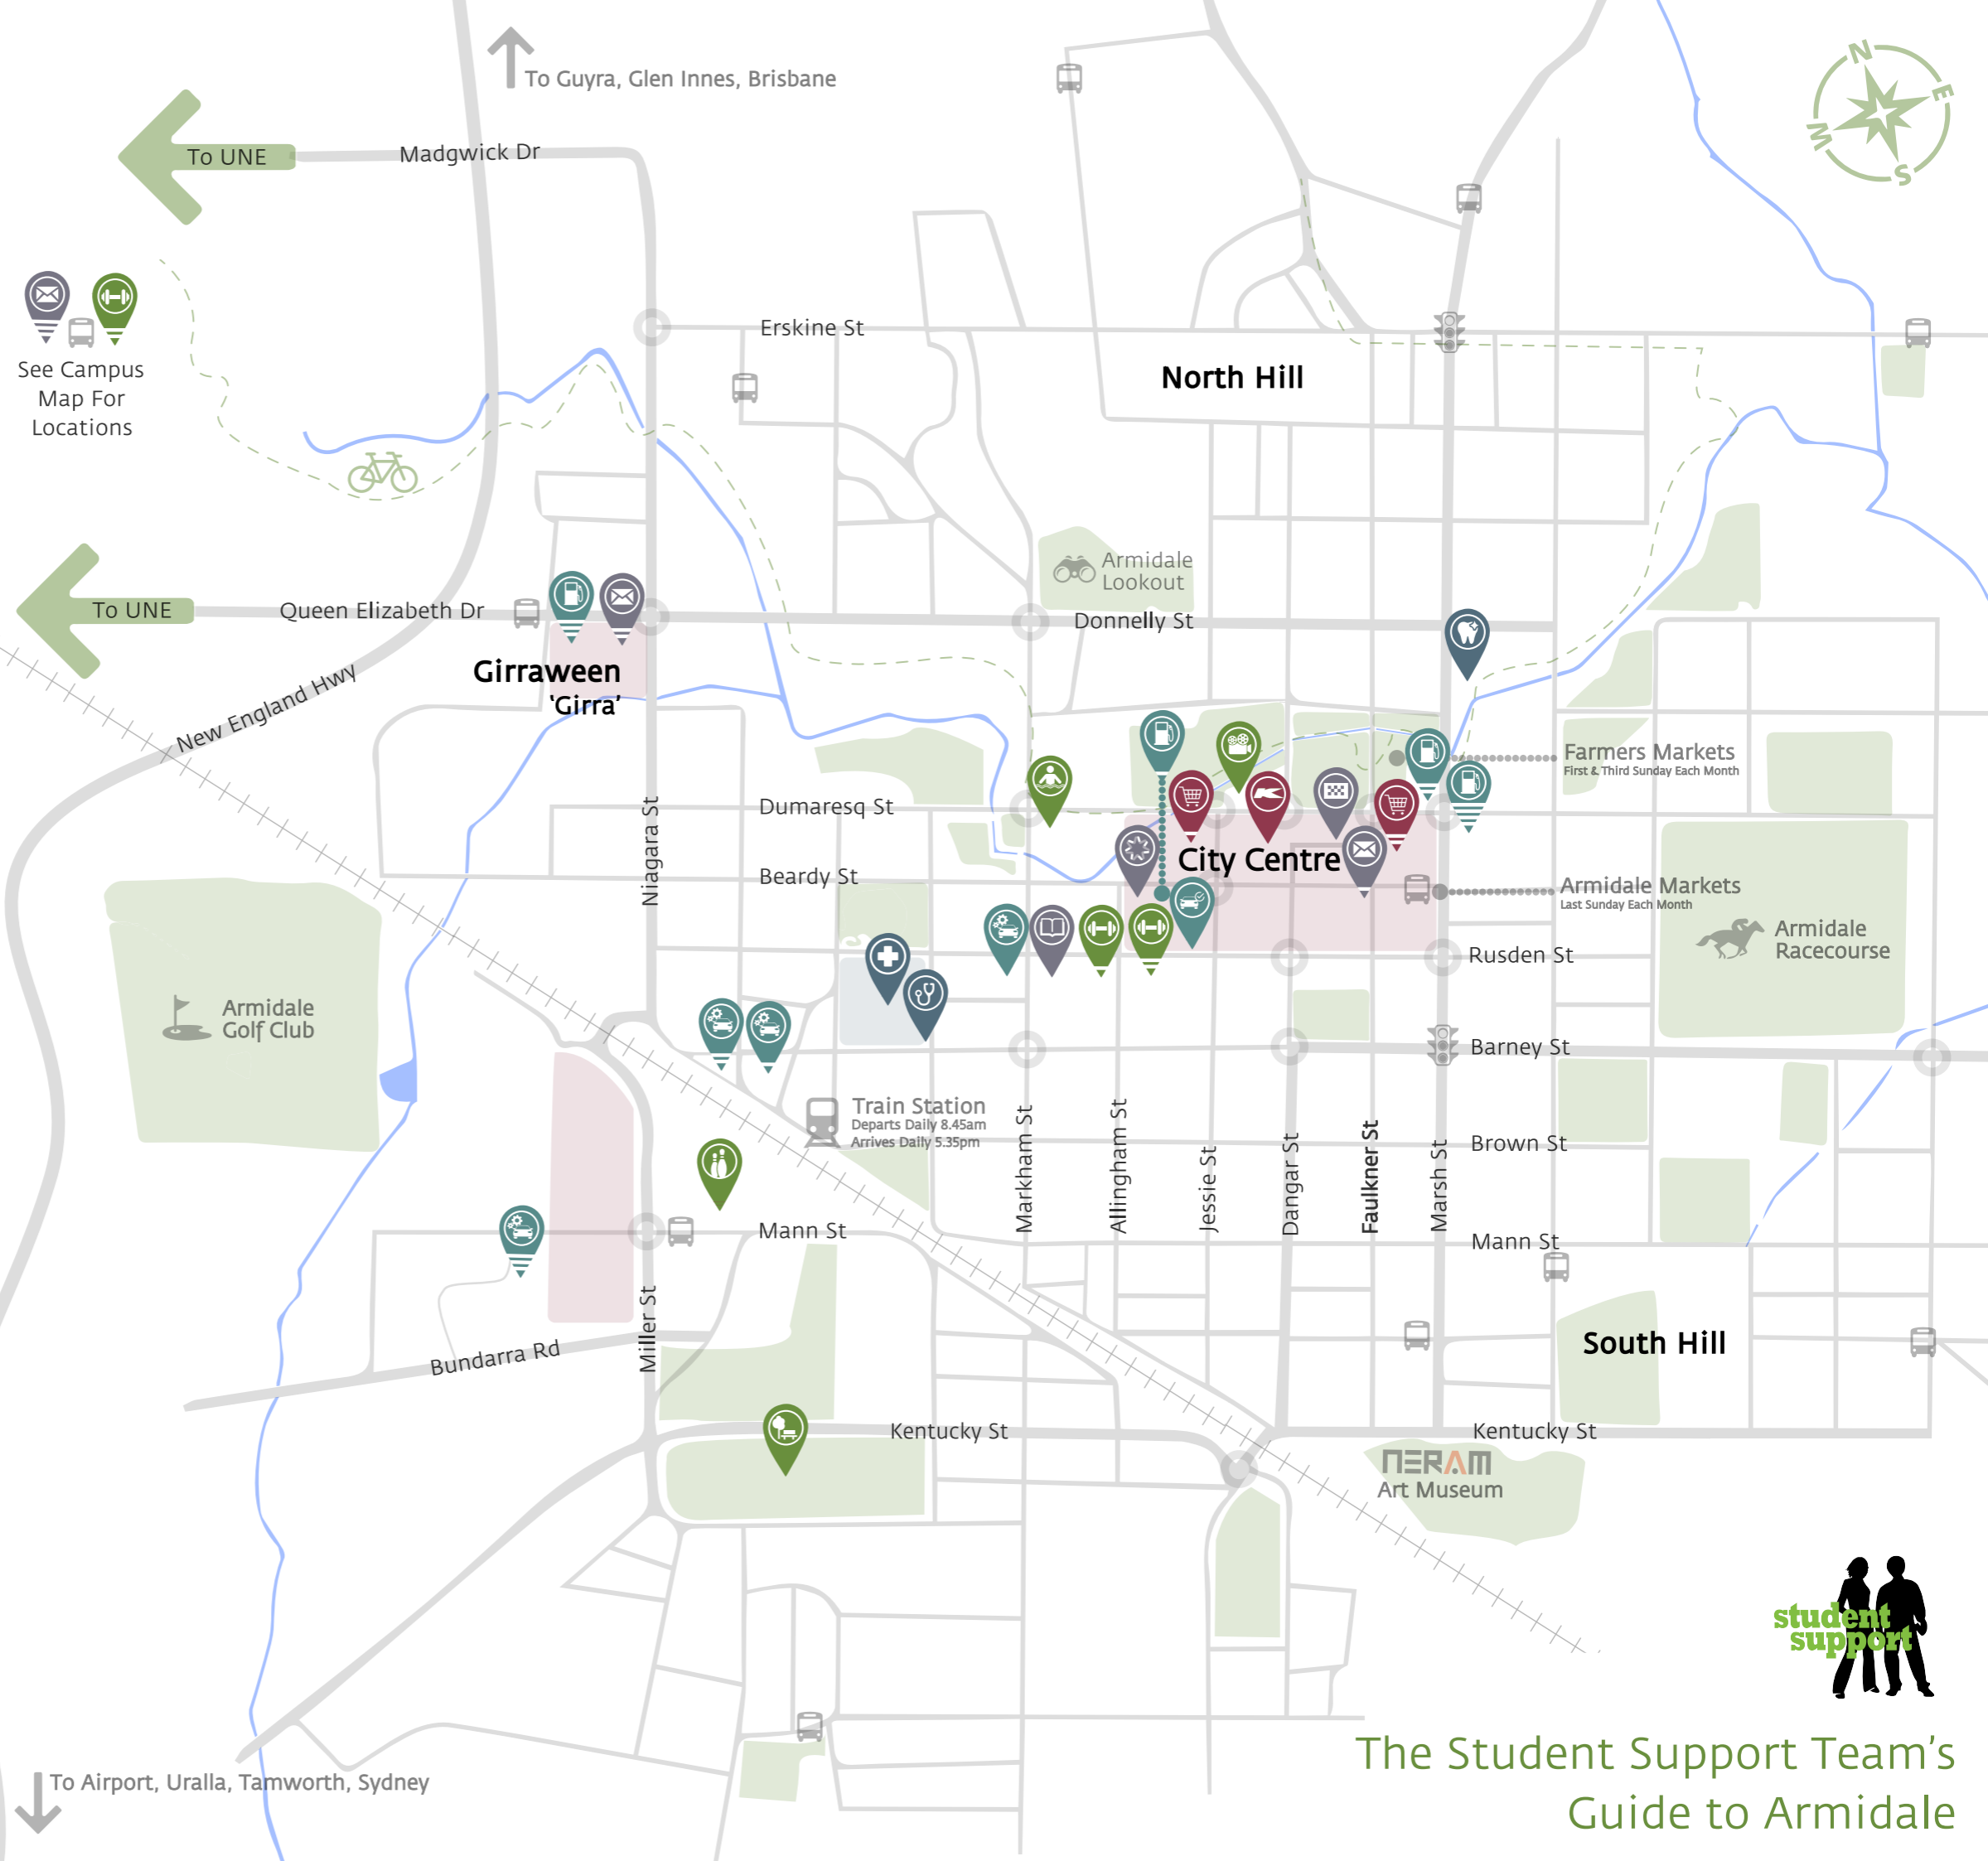 To Guyra, Glen Innes, Brisbane
N
E
S
W
To UNE
Madgwick Dr
See Campus
Map For
Locations
Erskine St
North Hill
Armidale
Lookout
To UNE
Queen Elizabeth Dr
Donnelly St
Girraween
'Girra'
New England Hwy
Farmers Markets
First & Third Sunday Each Month
Niagara St
Dumaresq St
City Centre
Beardy St
Armidale Markets
Last Sunday Each Month
Armidale
Racecourse
Rusden St
Armidale
Golf Club
Barney St
Train Station
Departs Daily 8.45am
Arrives Daily 5.35pm
Markham St
Allingham St
Jessie St
Dangar St
Faulkner St
Marsh St
Brown St
Mann St
Mann St
Miller St
Bundarra Rd
South Hill
Kentucky St
Kentucky St
NERAM
Art Museum
student
support
The Student Support Team's
Guide to Armidale
To Airport, Uralla, Tamworth, Sydney